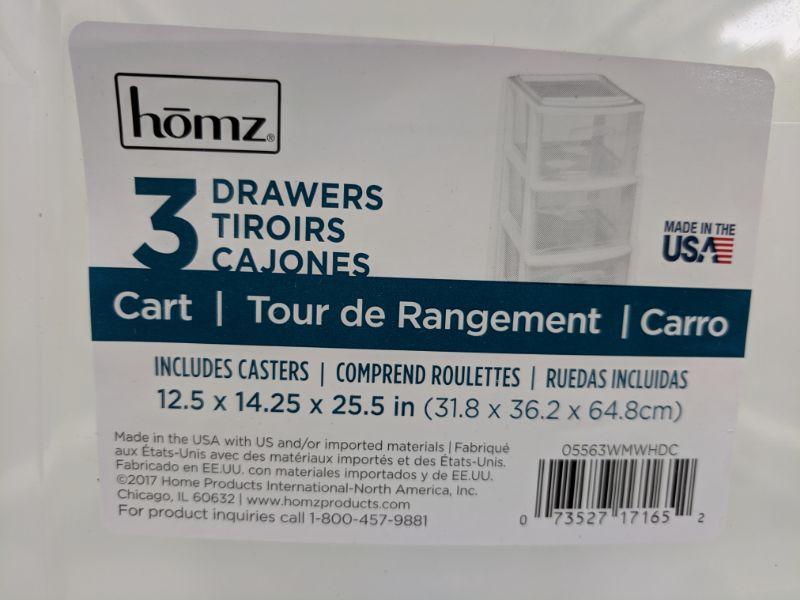 hōmz®
3 DRAWERS
TIROIRS
CAJONES
MADE IN THE
USA
Cart | Tour de Rangement | Carro
INCLUDES CASTERS | COMPREND ROULETTES | RUEDAS INCLUIDAS
12.5 x 14.25 x 25.5 in (31.8 x 36.2 x 64.8cm)
Made in the USA with US and/or imported materials | Fabriqué
aux États-Unis avec des matériaux importés et des États-Unis.
Fabricado en EE.UU. con materiales importados y de EE.UU.
©2017 Home Products International-North America, Inc.
Chicago, IL 60632 | www.homzproducts.com
For product inquiries call 1-800-457-9881
05563WMWHDC
0 73527 17165 2